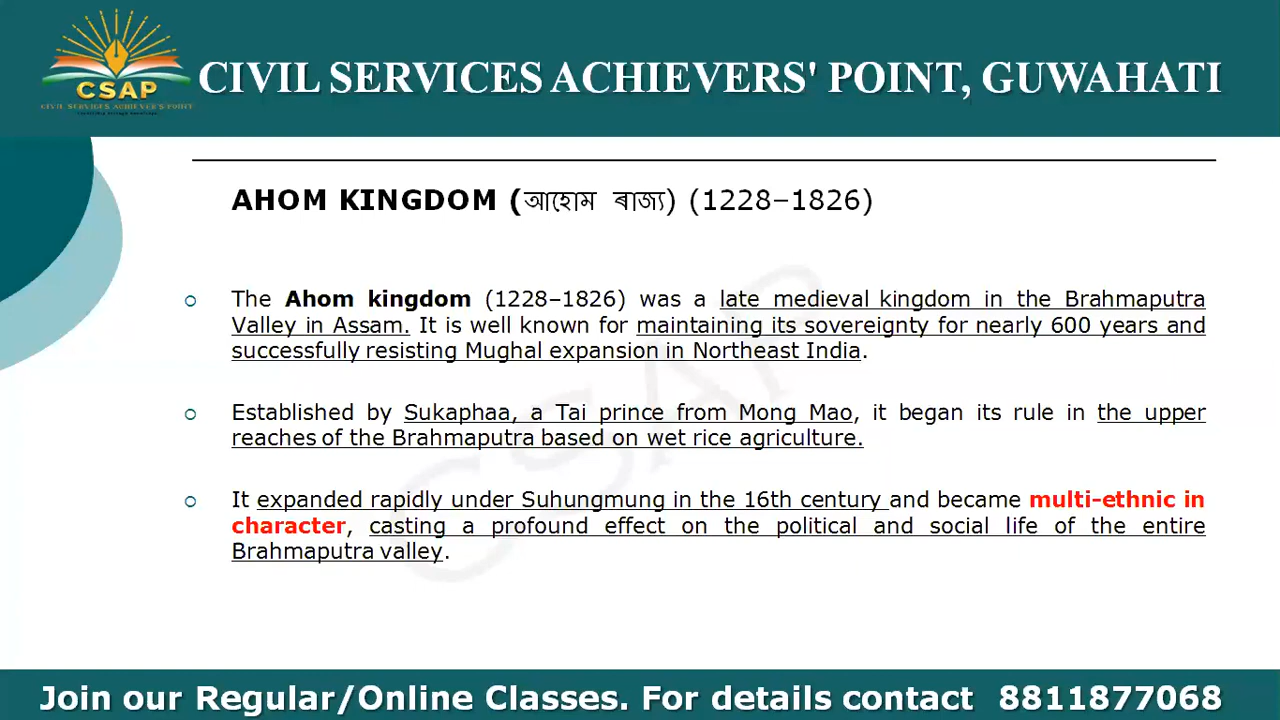 CSAP
CIVIL SERVICES ACHIEVER'S POINT
CIVIL SERVICES ACHIEVERS' POINT, GUWAHATI
AHOM KINGDOM (আহোম ৰাজ্য) (1228–1826)
The Ahom kingdom (1228–1826) was a late medieval kingdom in the Brahmaputra
Valley in Assam. It is well known for maintaining its sovereignty for nearly 600 years and
successfully resisting Mughal expansion in Northeast India.
Established by Sukaphaa, a Tai prince from Mong Mao, it began its rule in the upper
reaches of the Brahmaputra based on wet rice agriculture.
It expanded rapidly under Suhungmung in the 16th century and became multi-ethnic in
character, casting a profound effect on the political and social life of the entire
Brahmaputra valley.
CSAP
Join our Regular/Online Classes. For details contact 8811877068